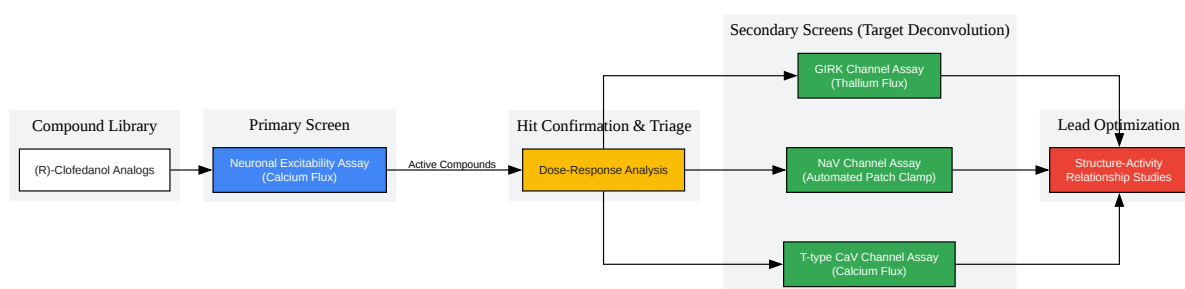 Compound Library
(R)-Clofedanol Analogs
Primary Screen
Neuronal Excitability Assay
(Calcium Flux)
Active Compounds
Hit Confirmation & Triage
Dose-Response Analysis
Secondary Screens (Target Deconvolution)
GIRK Channel Assay
(Thallium Flux)
NaV Channel Assay
(Automated Patch Clamp)
T-type CaV Channel Assay
(Calcium Flux)
Lead Optimization
Structure-Activity
Relationship Studies